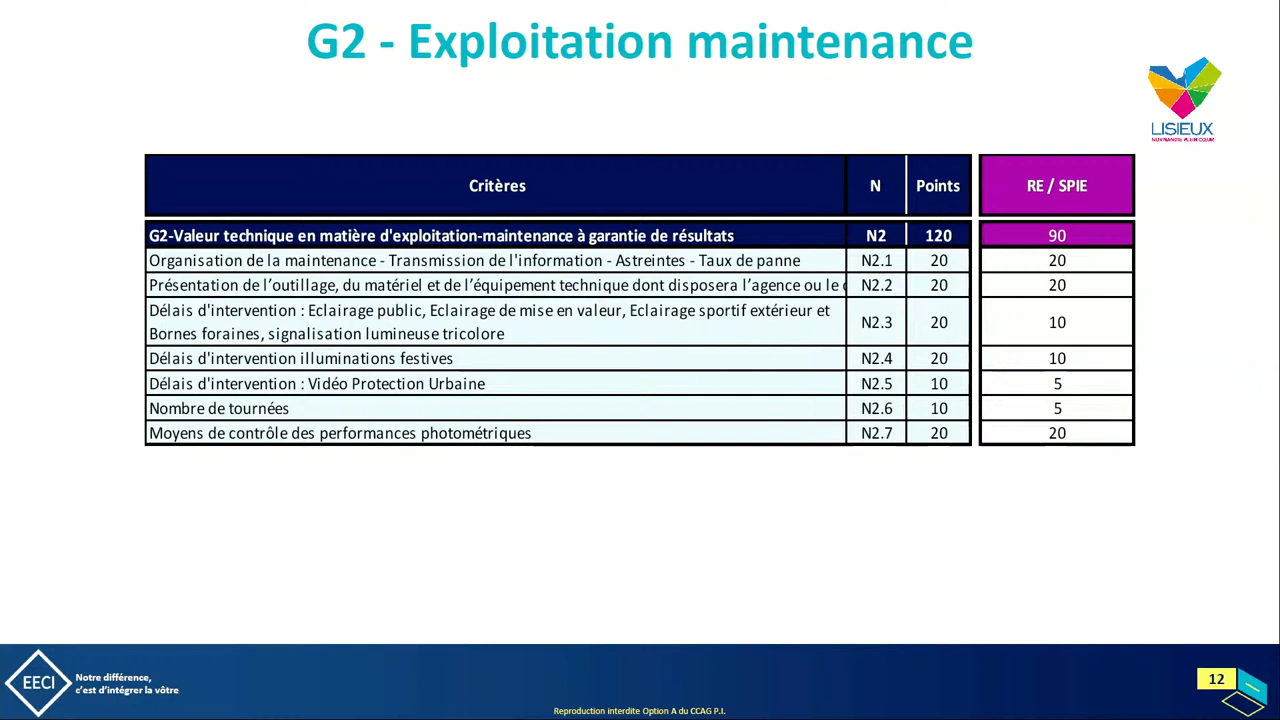 G2 - Exploitation maintenance
LISIEUX
NORMANDIE PLEIN CŒUR
Critères N Points RE / SPIE
G2-Valeur technique en matière d'exploitation-maintenance à garantie de résultats N2 120 90
Organisation de la maintenance - Transmission de l'information - Astreintes - Taux de panne N2.1 20 20
Présentation de l’outillage, du matériel et de l’équipement technique dont disposera l’agence ou le N2.2 20 20
Délais d'intervention : Eclairage public, Eclairage de mise en valeur, Eclairage sportif extérieur et
Bornes foraines, signalisation lumineuse tricolore N2.3 20 10
Délais d'intervention illuminations festives N2.4 20 10
Délais d'intervention : Vidéo Protection Urbaine N2.5 10 5
Nombre de tournées N2.6 10 5
Moyens de contrôle des performances photométriques N2.7 20 20
EECI
Notre différence,
c’est d’intégrer la vôtre
12
Reproduction interdite Option A du CCAG P.I.